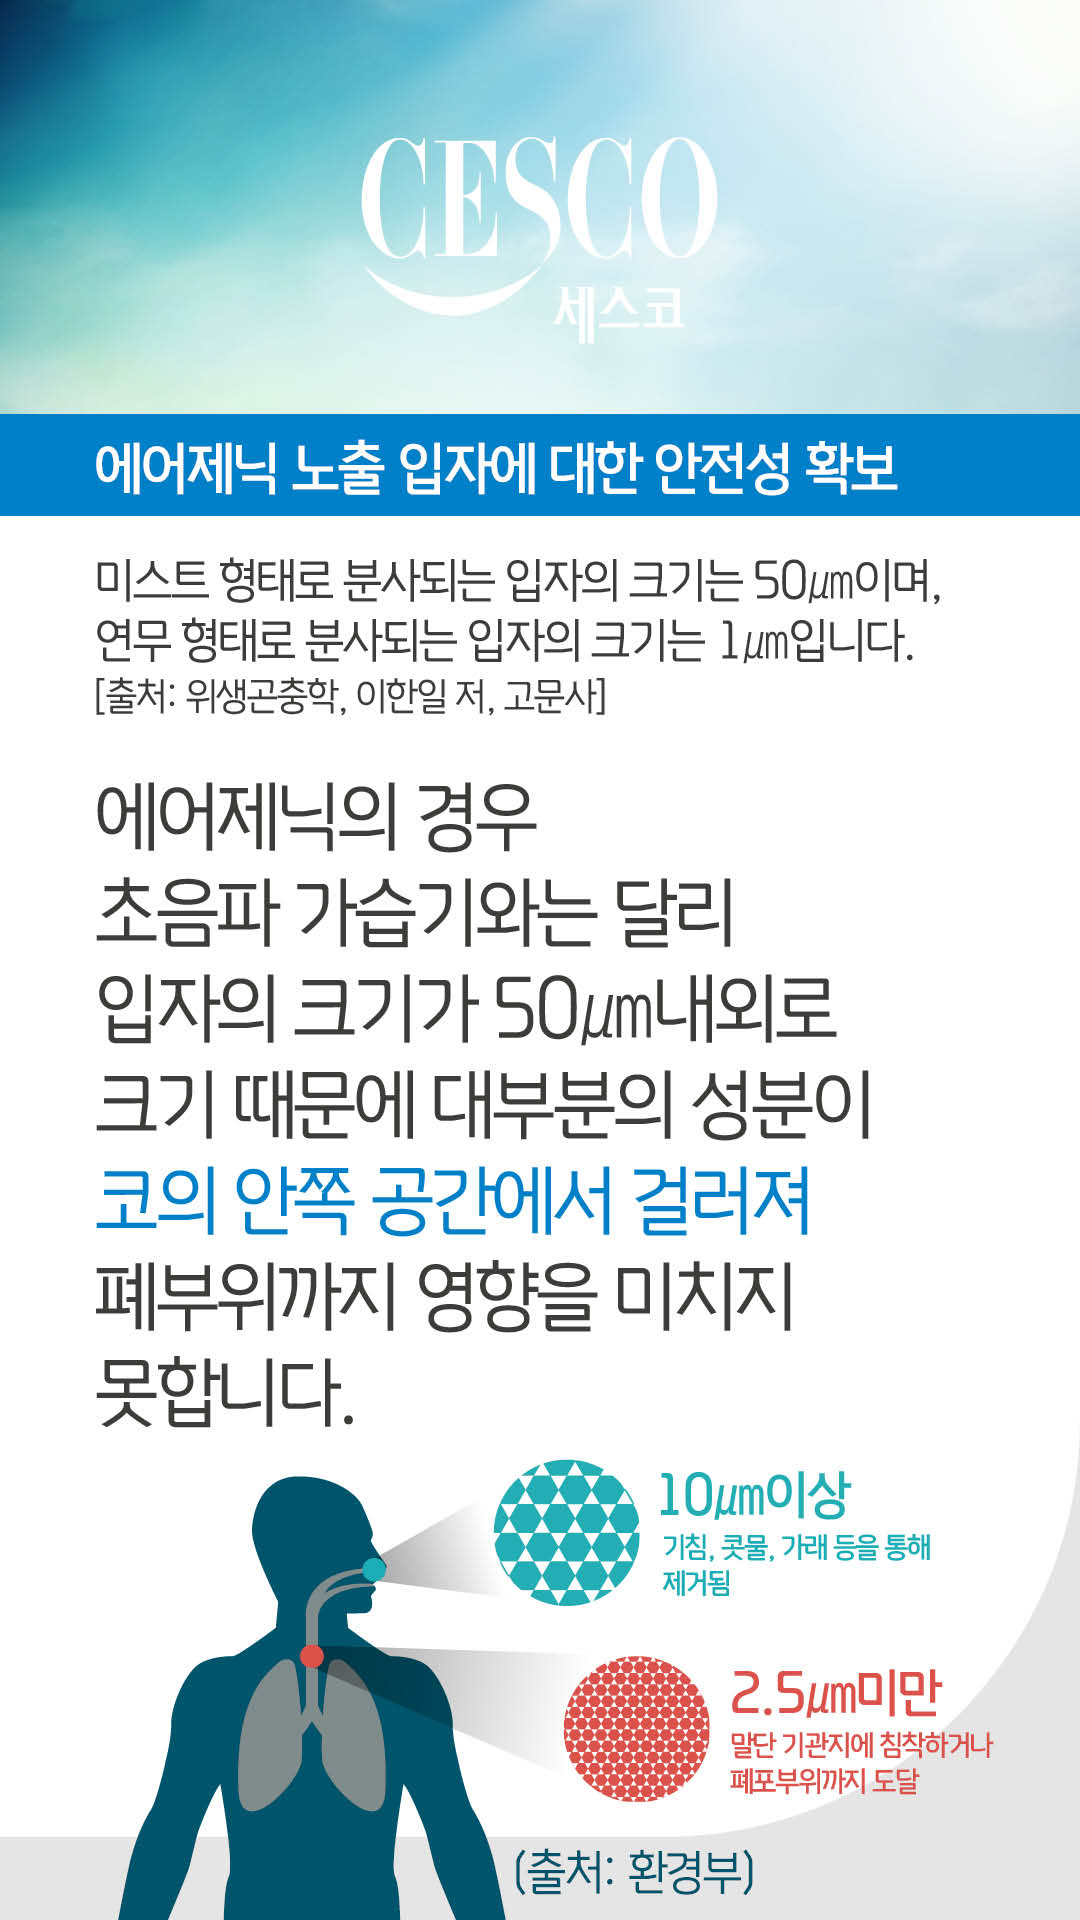 CESCO
세스코
에어제닉 노출 입자에 대한 안전성 확보
미스트 형태로 분사되는 입자의 크기는 50㎛이며,
연무 형태로 분사되는 입자의 크기는 1㎛입니다.
[출처: 위생곤충학, 이한일 저, 고문사]
에어제닉의 경우
초음파 가습기와는 달리
입자의 크기가 50㎛내외로
크기 때문에 대부분의 성분이
코의 안쪽 공간에서 걸러져
폐부위까지 영향을 미치지
못합니다.
10㎛이상
기침, 콧물, 가래 등을 통해
제거됨
2.5㎛미만
말단 기관지에 침착하거나
폐포부위까지 도달
(출처: 환경부)